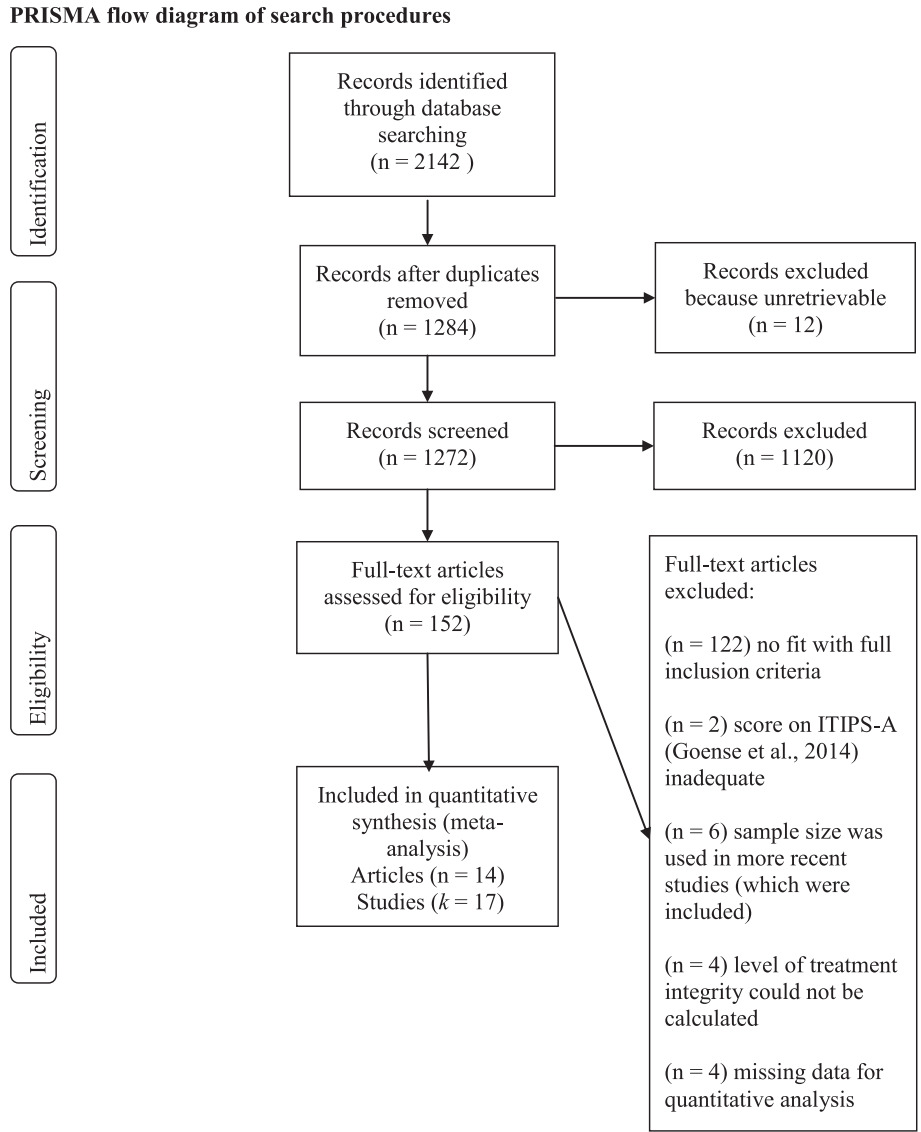 PRISMA flow diagram of search procedures
Identification
Records identified
through database
searching
(n = 2142 )
Records after duplicates
removed
(n = 1284)
Records excluded
because unretrievable
(n = 12)
Screening
Records screened
(n = 1272)
Records excluded
(n = 1120)
Eligibility
Full-text articles
assessed for eligibility
(n = 152)
Full-text articles
excluded:
(n = 122) no fit with full
inclusion criteria
(n = 2) score on ITIPS-A
(Goense et al., 2014)
inadequate
(n = 6) sample size was
used in more recent
studies (which were
included)
(n = 4) level of treatment
integrity could not be
calculated
(n = 4) missing data for
quantitative analysis
Included
Included in quantitative
synthesis (meta-
analysis)
Articles (n = 14)
Studies (k = 17)